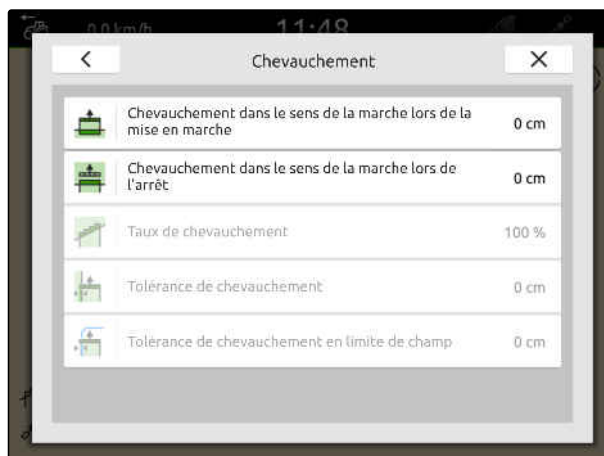 0.0 km/h 11:48
Chevauchement
Chevauchement dans le sens de la marche lors de la
mise en marche
0 cm
Chevauchement dans le sens de la marche lors de
l'arrêt
0 cm
Taux de chevauchement
100 %
Tolérance de chevauchement
0 cm
Tolérance de chevauchement en limite de champ
0 cm